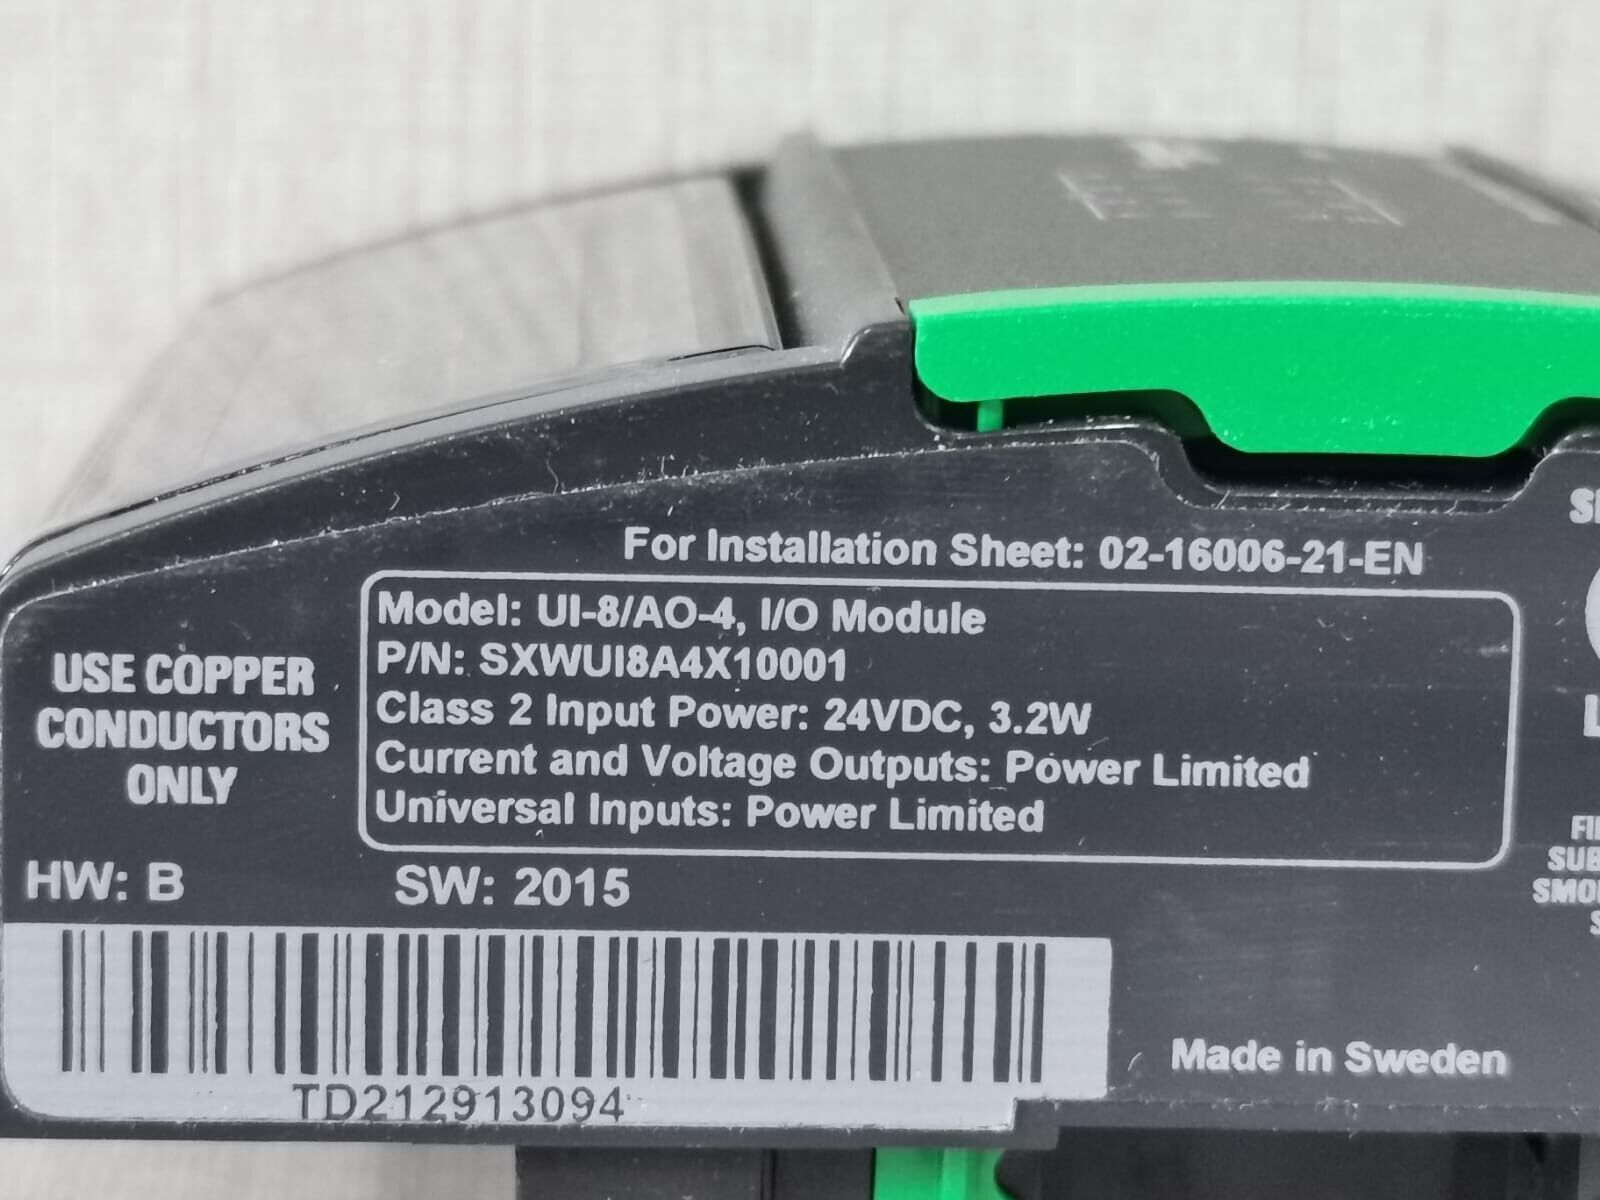 For Installation Sheet: 02-16006-21-EN
Model: UI-8/AO-4, I/O Module
P/N: SXWUI8A4X10001
Class 2 Input Power: 24VDC, 3.2W
Current and Voltage Outputs: Power Limited
Universal Inputs: Power Limited
USE COPPER
CONDUCTORS
ONLY
HW: B
SW: 2015
TD212913094
Made in Sweden